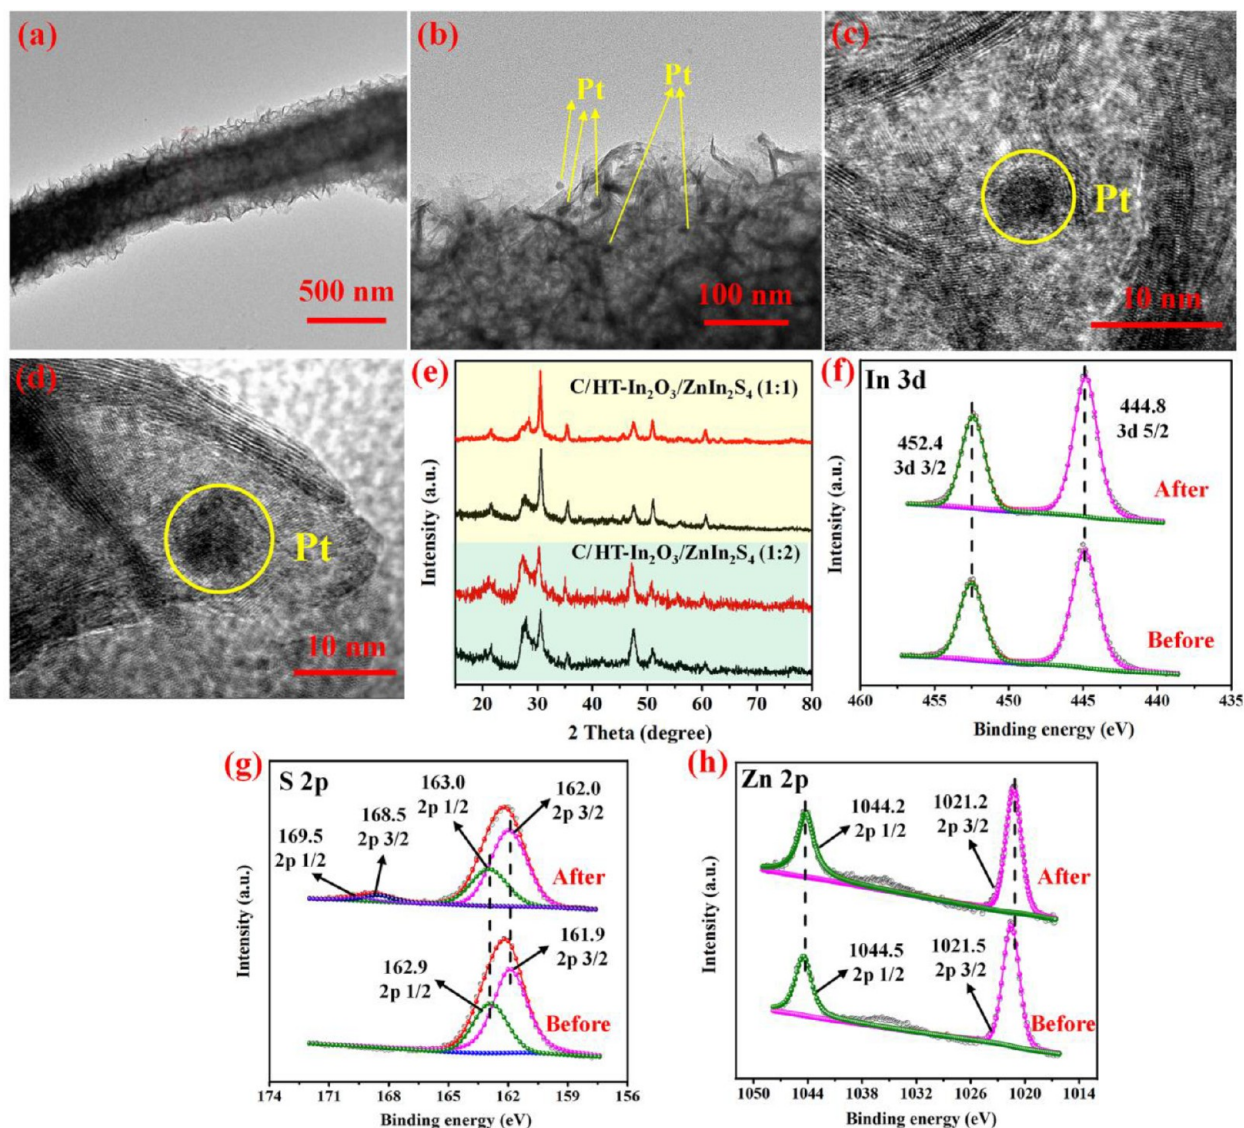 (a)
500 nm
(b)
Pt
Pt
100 nm
(c)
Pt
10 nm
(d)
Pt
10 nm
(e)
C/HT-In₂O₃/ZnIn₂S₄ (1:1)
C/HT-In₂O₃/ZnIn₂S₄ (1:2)
Intensity (a.u.)
20 30 40 50 60 70 80
2 Theta (degree)
(f)
In 3d
444.8
3d 5/2
452.4
3d 3/2
After
Before
Intensity (a.u.)
460 455 450 445 440 435
Binding energy (eV)
(g)
S 2p
163.0
2p 1/2
162.0
2p 3/2
168.5
2p 3/2
169.5
2p 1/2
After
161.9
2p 3/2
162.9
2p 1/2
Before
Intensity (a.u.)
174 171 168 165 162 159 156
Binding energy (eV)
(h)
Zn 2p
1044.2
2p 1/2
1021.2
2p 3/2
After
1044.5
2p 1/2
1021.5
2p 3/2
Before
Intensity (a.u.)
1050 1044 1038 1032 1026 1020 1014
Binding energy (eV)